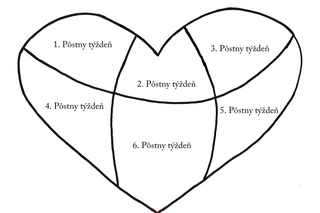 1. Pôstny týždeň
2. Pôstny týždeň
3. Pôstny týždeň
4. Pôstny týždeň
5. Pôstny týždeň
6. Pôstny týždeň